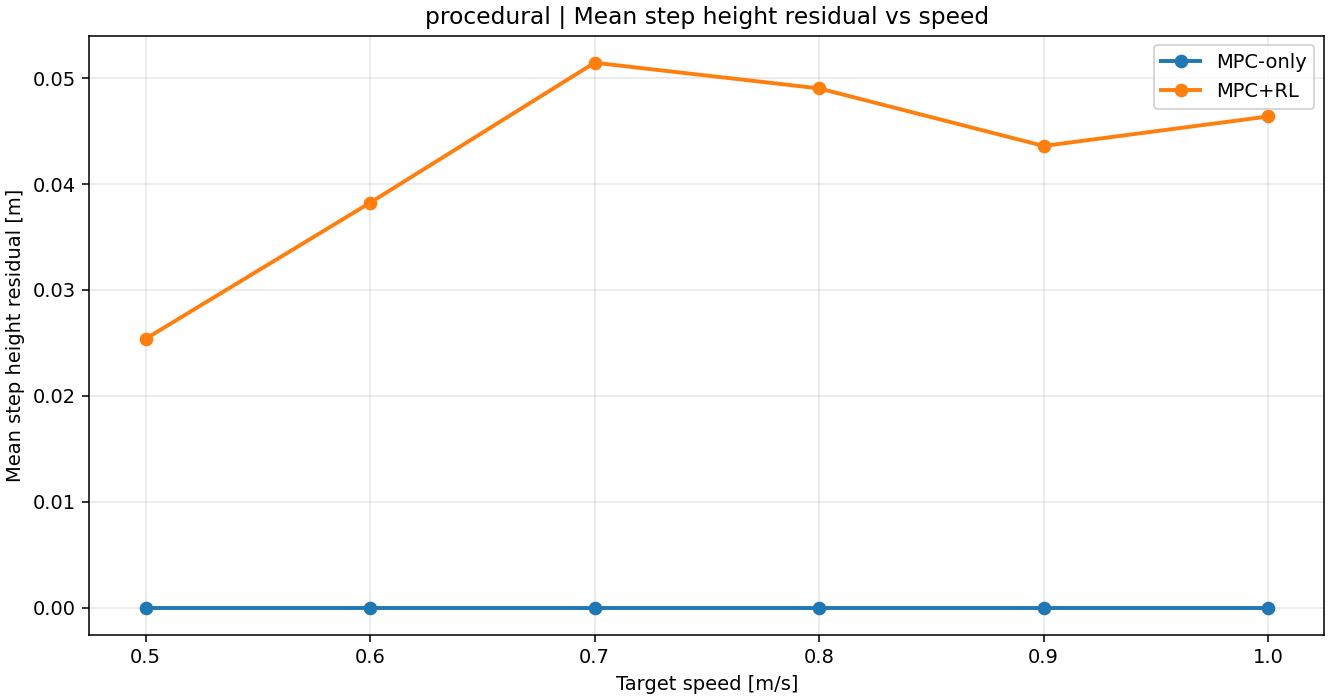 procedural | Mean step height residual vs speed
MPC-only
MPC+RL
Mean step height residual [m]
0.05
0.04
0.03
0.02
0.01
0.00
0.5 0.6 0.7 0.8 0.9 1.0
Target speed [m/s]